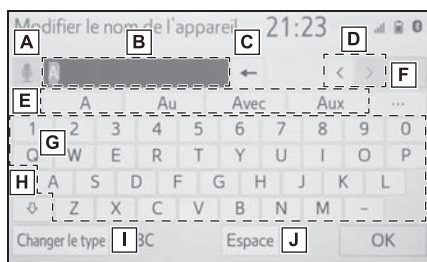 Modifier le nom de l'appareil 21:23
A B C D
A ← < > F
E A Au Avec Aux ...
1 2 3 4 5 6 7 8 9 0
G
Q W E R T Y U I O P
H A S D F G H J K L
Z X C V B N M -
Changer le type I BC Espace J OK